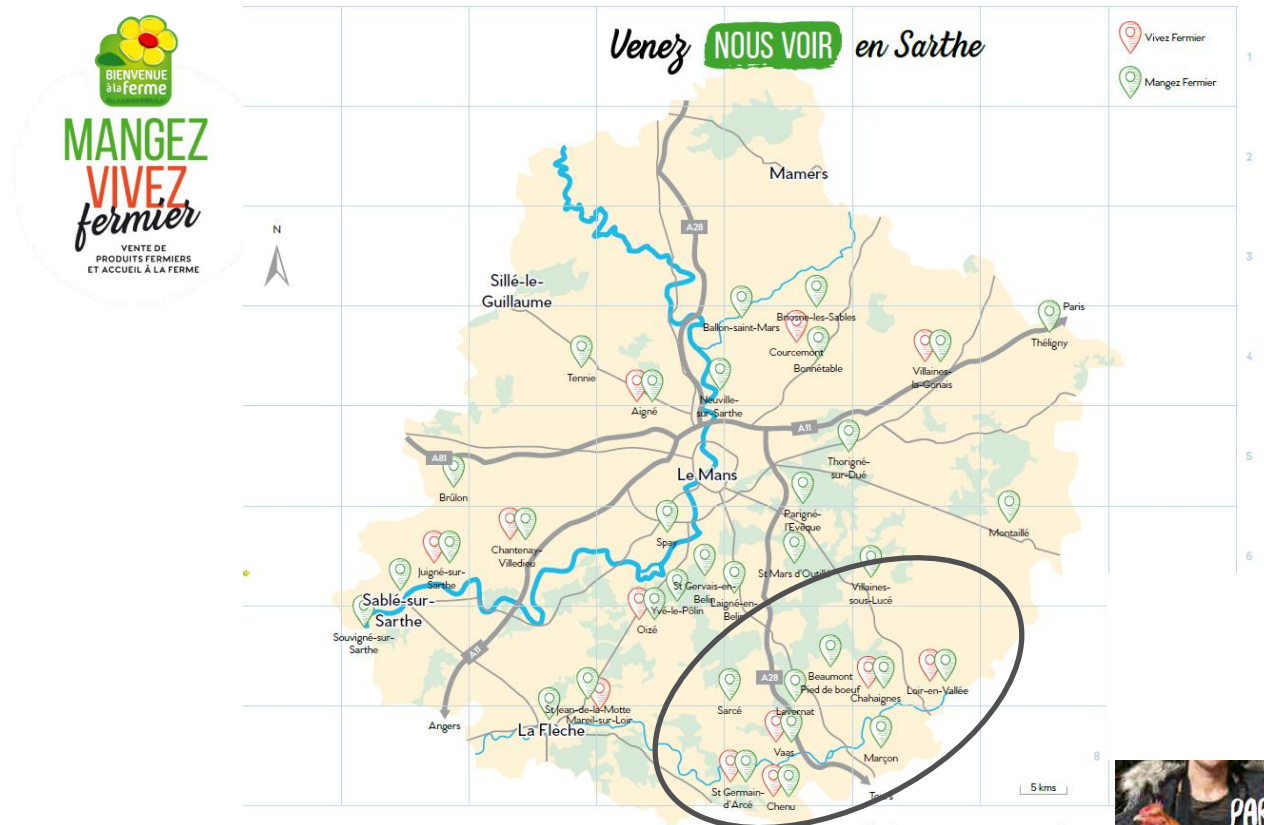 BIENVENUE
à la ferme
MANGEZ
VIVEZ
fermier
VENTE DE
PRODUITS FERMIERS
ET ACCUEIL À LA FERME
Venez NOUS VOIR en Sarthe
Vivez Fermier
Mangez Fermier
1
2
3
4
5
6
8
N
Mamers
A28
Sillé-le-
Guillaume
Ballon-saint-Mars
Briosne-les-Sables
Courcemont
Bonnétable
Paris
Théligny
Villaines-
la-Gonais
Tennie
Aigné
Neuville-
sur-Sarthe
A11
A81
Brûlon
Le Mans
Thorigné-
sur-Dué
Parigné-
l'Evêque
Montaillé
Chantenay-
Villedieu
Spay
St Mars d'Outillé
Villaines-
sous-Lucé
Juigné-sur-
Sarthe
Sablé-sur-
Sarthe
Souvigné-sur-
Sarthe
St Gervais-en-
Belin
Yvé-le-Pôlin
Laigné-en-
Belin
Oizé
A11
A28
Beaumont
Pied de boeuf
Chahaignes
Loir-en-Vallée
Sarcé
Lavernat
St Jean-de-la-Motte
Mareil-sur-Loir
La Flèche
Angers
Vaas
Marçon
St Germain-
d'Arcé
Chenu
Tours
5 kms